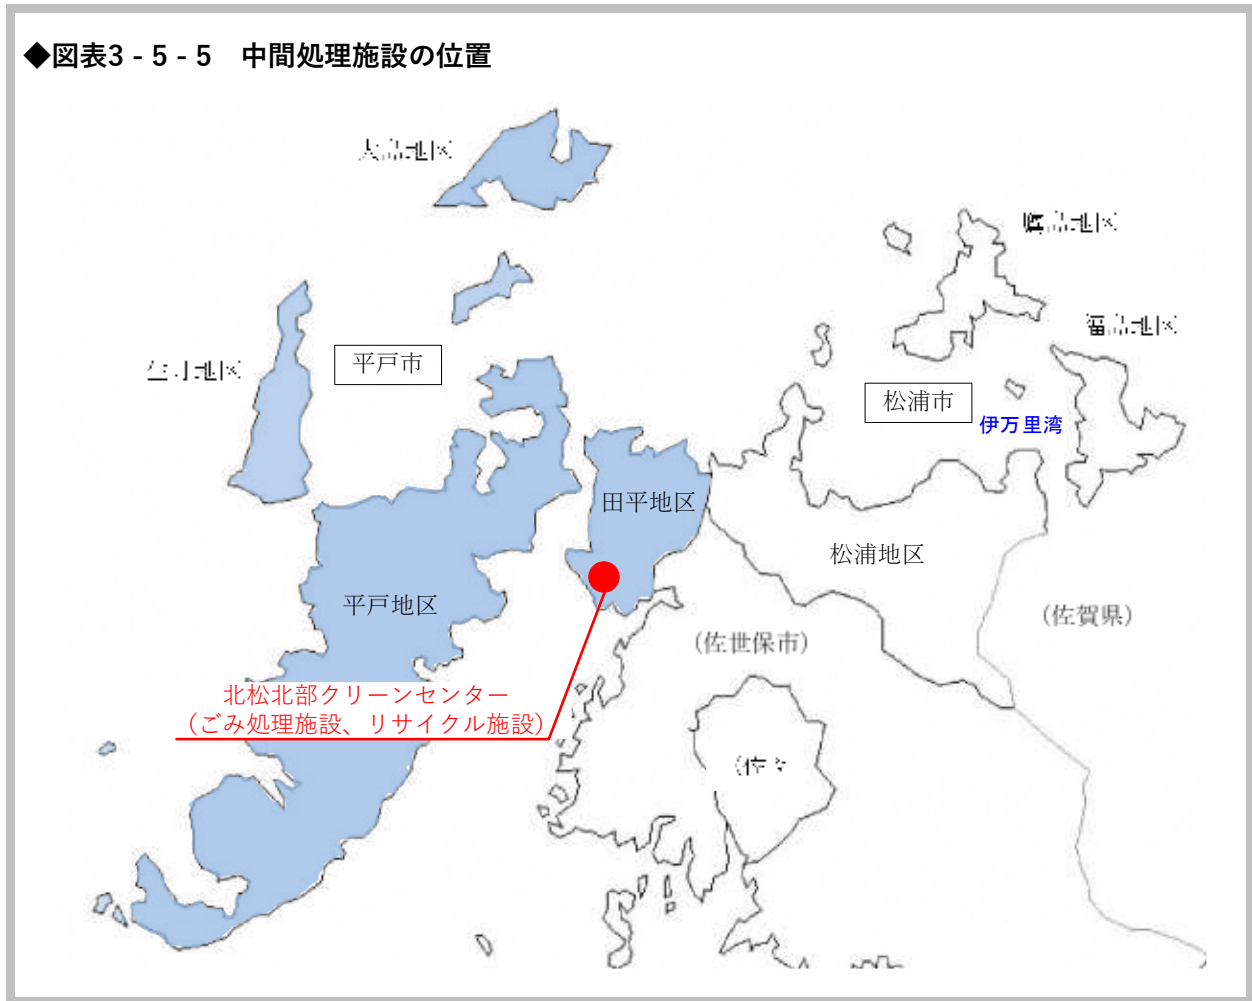 ◆図表3 - 5 - 5　中間処理施設の位置
平戸市
松浦市
伊万里湾
田平地区
松浦地区
平戸地区
（佐賀県）
（佐世保市）
北松北部クリーンセンター
（ごみ処理施設、リサイクル施設）